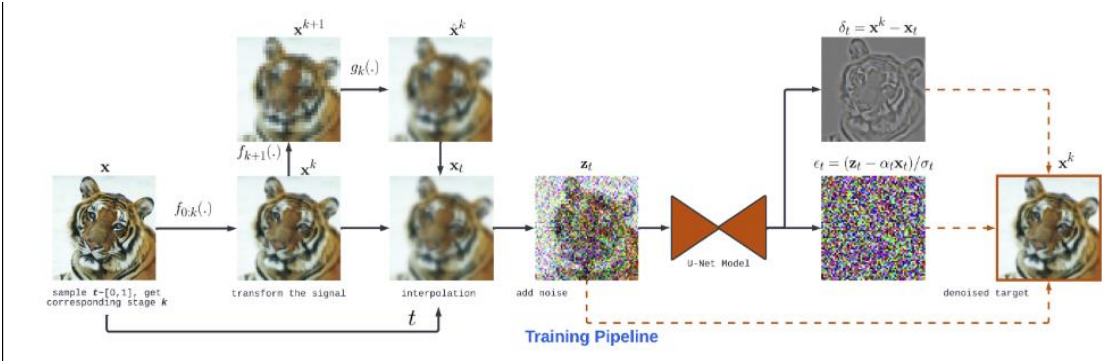 x^{k+1}
\hat{x}^k
δ_t = x^k − x_t
g_k(.)
f_{k+1}(.)
x
x^k
x_t
z_t
ϵ_t = (z_t − α_t x_t)/σ_t
x^k
f_{0:k}(.)
U-Net Model
sample t~[0,1], get
corresponding stage k
transform the signal
interpolation
add noise
denoised target
t
Training Pipeline